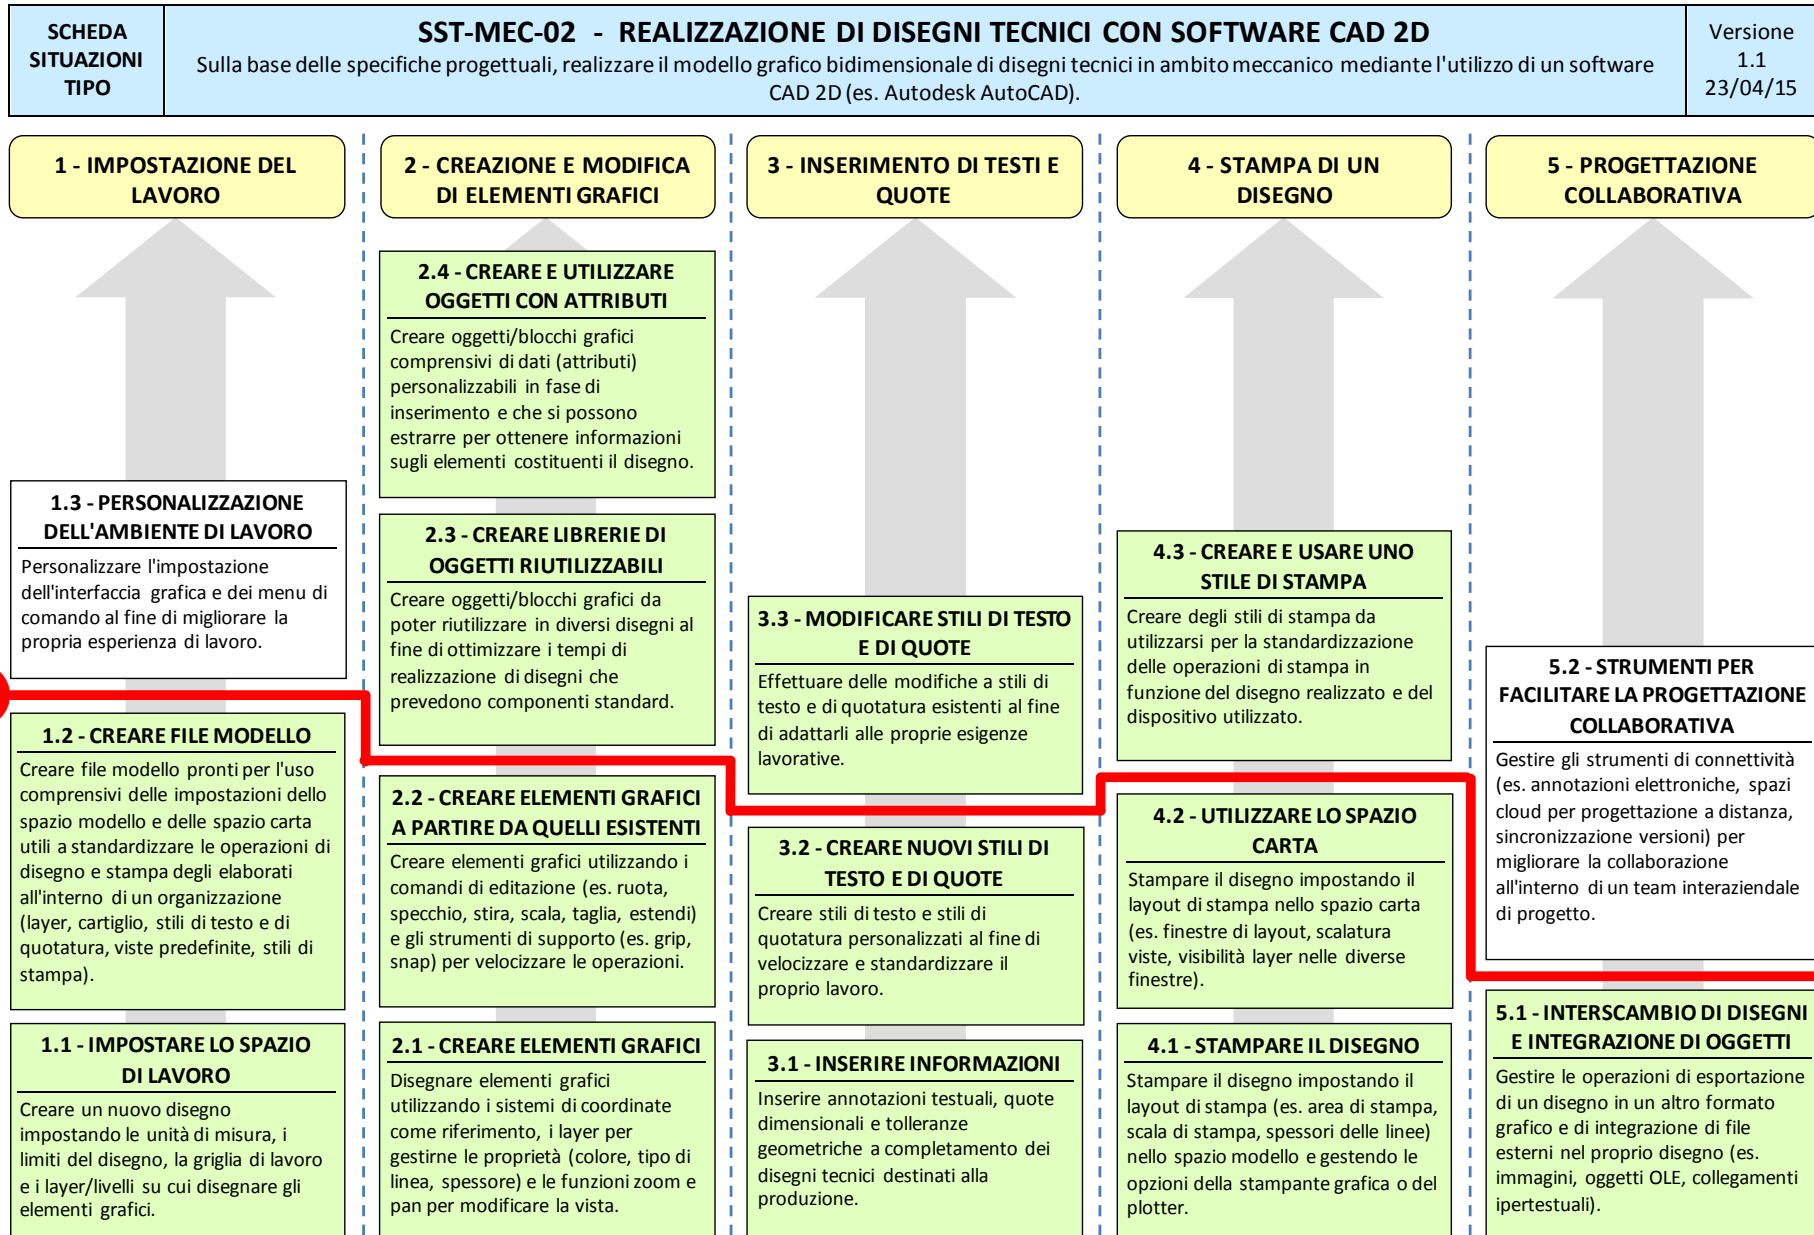 SCHEDA
SITUAZIONI
TIPO
SST-MEC-02 - REALIZZAZIONE DI DISEGNI TECNICI CON SOFTWARE CAD 2D
Sulla base delle specifiche progettuali, realizzare il modello grafico bidimensionale di disegni tecnici in ambito meccanico mediante l'utilizzo di un software
CAD 2D (es. Autodesk AutoCAD).
Versione
1.1
23/04/15
1 - IMPOSTAZIONE DEL
LAVORO
1.3 - PERSONALIZZAZIONE
DELL'AMBIENTE DI LAVORO
Personalizzare l'impostazione
dell'interfaccia grafica e dei menu di
comando al fine di migliorare la
propria esperienza di lavoro.
1.2 - CREARE FILE MODELLO
Creare file modello pronti per l'uso
comprensivi delle impostazioni dello
spazio modello e delle spazio carta
utili a standardizzare le operazioni di
disegno e stampa degli elaborati
all'interno di un organizzazione
(layer, cartiglio, stili di testo e di
quotatura, viste predefinite, stili di
stampa).
1.1 - IMPOSTARE LO SPAZIO
DI LAVORO
Creare un nuovo disegno
impostando le unità di misura, i
limiti del disegno, la griglia di lavoro
e i layer/livelli su cui disegnare gli
elementi grafici.
2 - CREAZIONE E MODIFICA
DI ELEMENTI GRAFICI
2.4 - CREARE E UTILIZZARE
OGGETTI CON ATTRIBUTI
Creare oggetti/blocchi grafici
comprensivi di dati (attributi)
personalizzabili in fase di
inserimento e che si possono
estrarre per ottenere informazioni
sugli elementi costituenti il disegno.
2.3 - CREARE LIBRERIE DI
OGGETTI RIUTILIZZABILI
Creare oggetti/blocchi grafici da
poter riutilizzare in diversi disegni al
fine di ottimizzare i tempi di
realizzazione di disegni che
prevedono componenti standard.
2.2 - CREARE ELEMENTI GRAFICI
A PARTIRE DA QUELLI ESISTENTI
Creare elementi grafici utilizzando i
comandi di editazione (es. ruota,
specchio, stira, scala, taglia, estendi)
e gli strumenti di supporto (es. grip,
snap) per velocizzare le operazioni.
2.1 - CREARE ELEMENTI GRAFICI
Disegnare elementi grafici
utilizzando i sistemi di coordinate
come riferimento, i layer per
gestirne le proprietà (colore, tipo di
linea, spessore) e le funzioni zoom e
pan per modificare la vista.
3 - INSERIMENTO DI TESTI E
QUOTE
3.3 - MODIFICARE STILI DI TESTO
E DI QUOTE
Effettuare delle modifiche a stili di
testo e di quotatura esistenti al fine
di adattarli alle proprie esigenze
lavorative.
3.2 - CREARE NUOVI STILI DI
TESTO E DI QUOTE
Creare stili di testo e stili di
quotatura personalizzati al fine di
velocizzare e standardizzare il
proprio lavoro.
3.1 - INSERIRE INFORMAZIONI
Inserire annotazioni testuali, quote
dimensionali e tolleranze
geometriche a completamento dei
disegni tecnici destinati alla
produzione.
4 - STAMPA DI UN
DISEGNO
4.3 - CREARE E USARE UNO
STILE DI STAMPA
Creare degli stili di stampa da
utilizzarsi per la standardizzazione
delle operazioni di stampa in
funzione del disegno realizzato e del
dispositivo utilizzato.
4.2 - UTILIZZARE LO SPAZIO
CARTA
Stampare il disegno impostando il
layout di stampa nello spazio carta
(es. finestre di layout, scalatura
viste, visibilità layer nelle diverse
finestre).
4.1 - STAMPARE IL DISEGNO
Stampare il disegno impostando il
layout di stampa (es. area di stampa,
scala di stampa, spessori delle linee)
nello spazio modello e gestendo le
opzioni della stampante grafica o del
plotter.
5 - PROGETTAZIONE
COLLABORATIVA
5.2 - STRUMENTI PER
FACILITARE LA PROGETTAZIONE
COLLABORATIVA
Gestire gli strumenti di connettività
(es. annotazioni elettroniche, spazi
cloud per progettazione a distanza,
sincronizzazione versioni) per
migliorare la collaborazione
all'interno di un team interaziendale
di progetto.
5.1 - INTERSCAMBIO DI DISEGNI
E INTEGRAZIONE DI OGGETTI
Gestire le operazioni di esportazione
di un disegno in un altro formato
grafico e di integrazione di file
esterni nel proprio disegno (es.
immagini, oggetti OLE, collegamenti
ipertestuali).